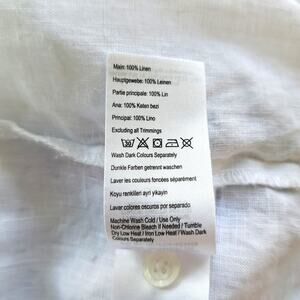 Main: 100% Linen
Hauptgewebe: 100% Leinen
Partie principale: 100% Lin
Ana: 100% Keten bezi
Principal: 100% Lino
Excluding all Trimmings
Wash Dark Colours Separately
Dunkle Farben getrennt waschen
Laver les couleurs foncées séparément
Koyu renklileri ayri yikayin
Lavar colores oscuros por separado
Machine Wash Cold / Use Only
Non-Chlorine Bleach If Needed / Tumble
Dry Low Heat / Iron Low Heat / Wash Dark
Colours Separately